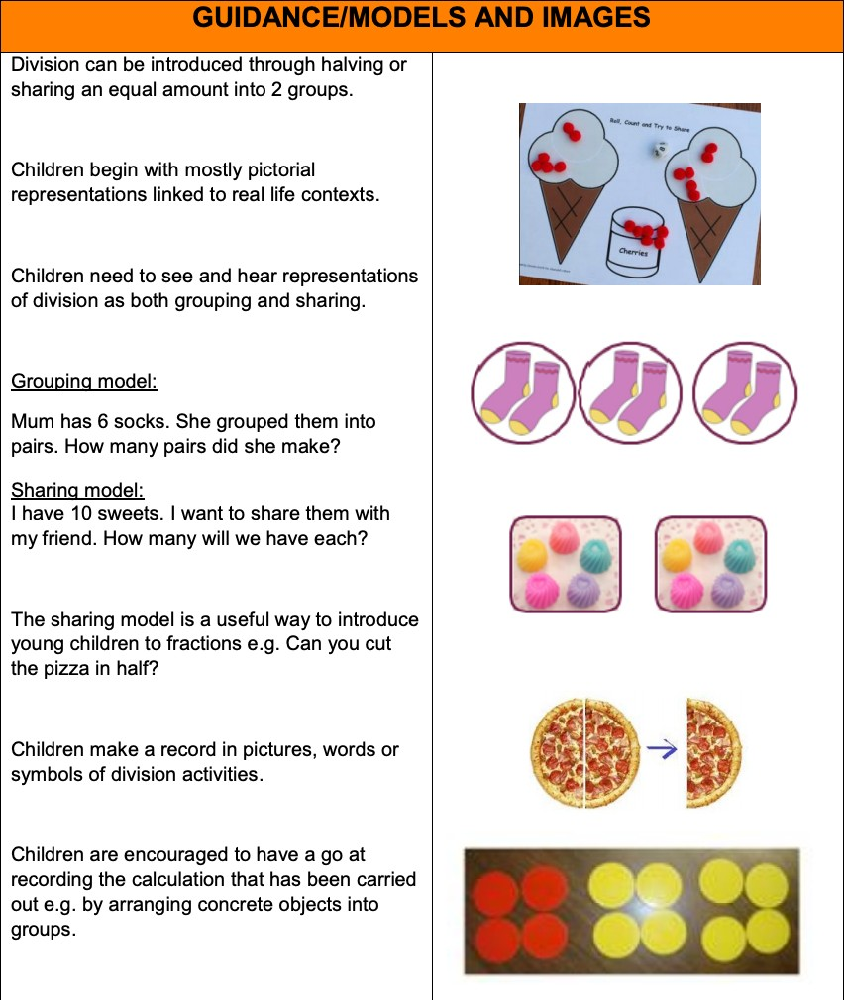 GUIDANCE/MODELS AND IMAGES
Division can be introduced through halving or
sharing an equal amount into 2 groups.
Children begin with mostly pictorial
representations linked to real life contexts.
Children need to see and hear representations
of division as both grouping and sharing.
Grouping model:
Mum has 6 socks. She grouped them into
pairs. How many pairs did she make?
Sharing model:
I have 10 sweets. I want to share them with
my friend. How many will we have each?
The sharing model is a useful way to introduce
young children to fractions e.g. Can you cut
the pizza in half?
Children make a record in pictures, words or
symbols of division activities.
Children are encouraged to have a go at
recording the calculation that has been carried
out e.g. by arranging concrete objects into
groups.
Roll, Count and Try to Share
Cherries